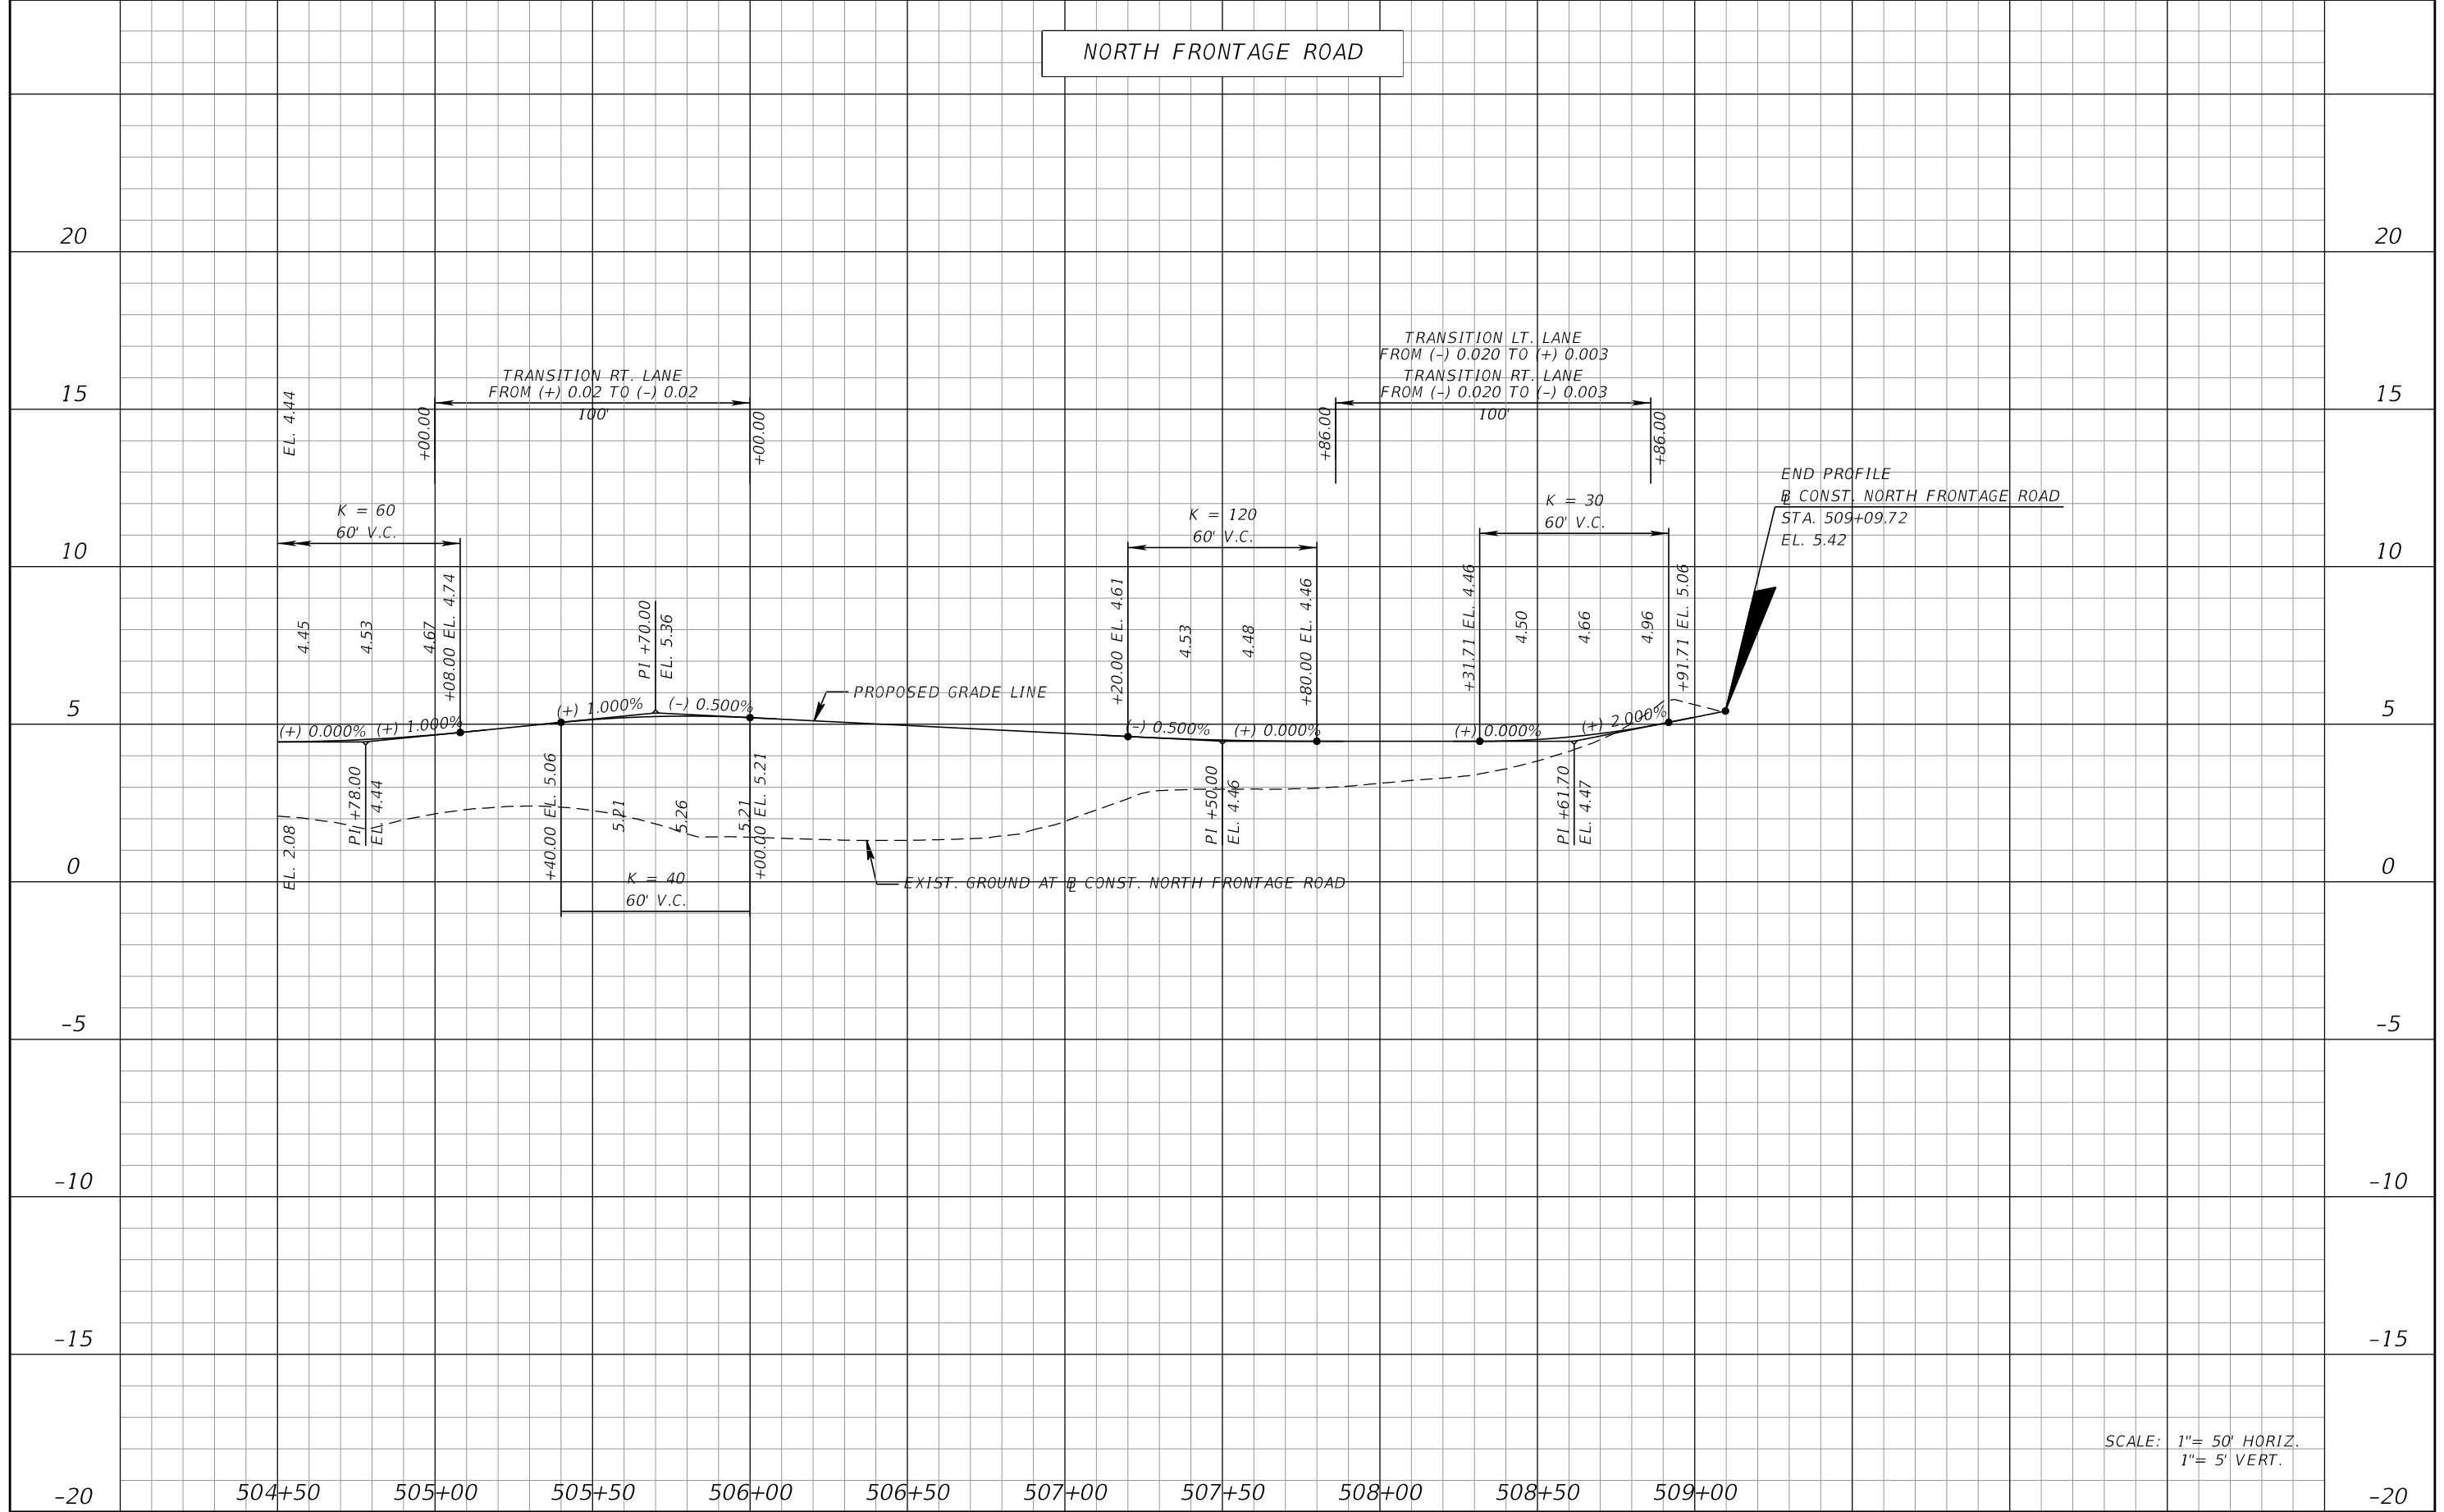 NORTH FRONTAGE ROAD
20
20
TRANSITION LT. LANE
FROM (-) 0.020 TO (+) 0.003
TRANSITION RT. LANE
FROM (+) 0.02 TO (-) 0.02
100'
TRANSITION RT. LANE
FROM (-) 0.020 TO (-) 0.003
100'
15
15
EL. 4.44
+00.00
+00.00
+86.00
+86.00
END PROFILE
B CONST. NORTH FRONTAGE ROAD
STA. 509+09.72
EL. 5.42
K = 60
60' V.C.
K = 120
60' V.C.
K = 30
60' V.C.
10
10
4.45
4.53
4.67
+08.00 EL. 4.74
PI +70.00
EL. 5.36
+20.00 EL. 4.61
4.53
4.48
+80.00 EL. 4.46
+31.71 EL. 4.46
4.50
4.66
4.96
+91.71 EL. 5.06
PROPOSED GRADE LINE
5
5
(+) 0.000%
(+) 1.000%
(+) 1.000%
(-) 0.500%
(-) 0.500%
(+) 0.000%
(+) 0.000%
(+) 2.000%
EL. 2.08
PI +78.00
EL. 4.44
+40.00 EL. 5.06
5.21
5.26
5.21
+00.00 EL. 5.21
PI +50.00
EL. 4.46
PI +61.70
EL. 4.47
0
0
K = 40
60' V.C.
EXIST. GROUND AT B CONST. NORTH FRONTAGE ROAD
-5
-5
-10
-10
-15
-15
SCALE: 1"= 50' HORIZ.
1"= 5' VERT.
-20
504+50
505+00
505+50
506+00
506+50
507+00
507+50
508+00
508+50
509+00
-20